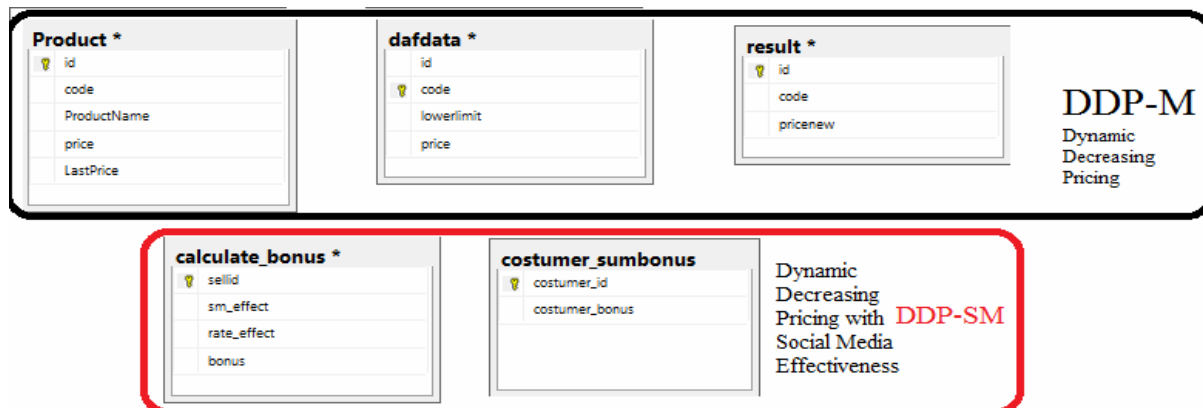 Product *
id
code
ProductName
price
LastPrice
dafdata *
id
code
lowerlimit
price
result *
id
code
pricenew
DDP-M
Dynamic
Decreasing
Pricing
calculate_bonus *
sellid
sm_effect
rate_effect
bonus
costumer_sumbonus
costumer_id
costumer_bonus
Dynamic
Decreasing
Pricing with DDP-SM
Social Media
Effectiveness